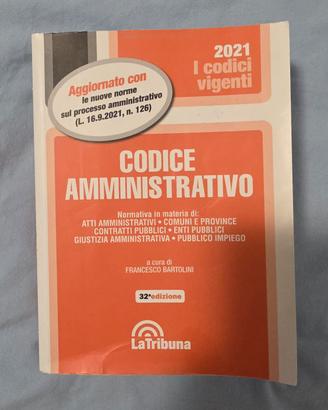 2021
I codici
vigenti
Aggiornato con
le nuove norme
sul processo amministrativo
(L. 16.9.2021, n. 126)
CODICE
AMMINISTRATIVO
Normativa in materia di:
ATTI AMMINISTRATIVI • COMUNI E PROVINCE
CONTRATTI PUBBLICI • ENTI PUBBLICI
GIUSTIZIA AMMINISTRATIVA • PUBBLICO IMPIEGO
a cura di
FRANCESCO BARTOLINI
32ª edizione
LaTribuna